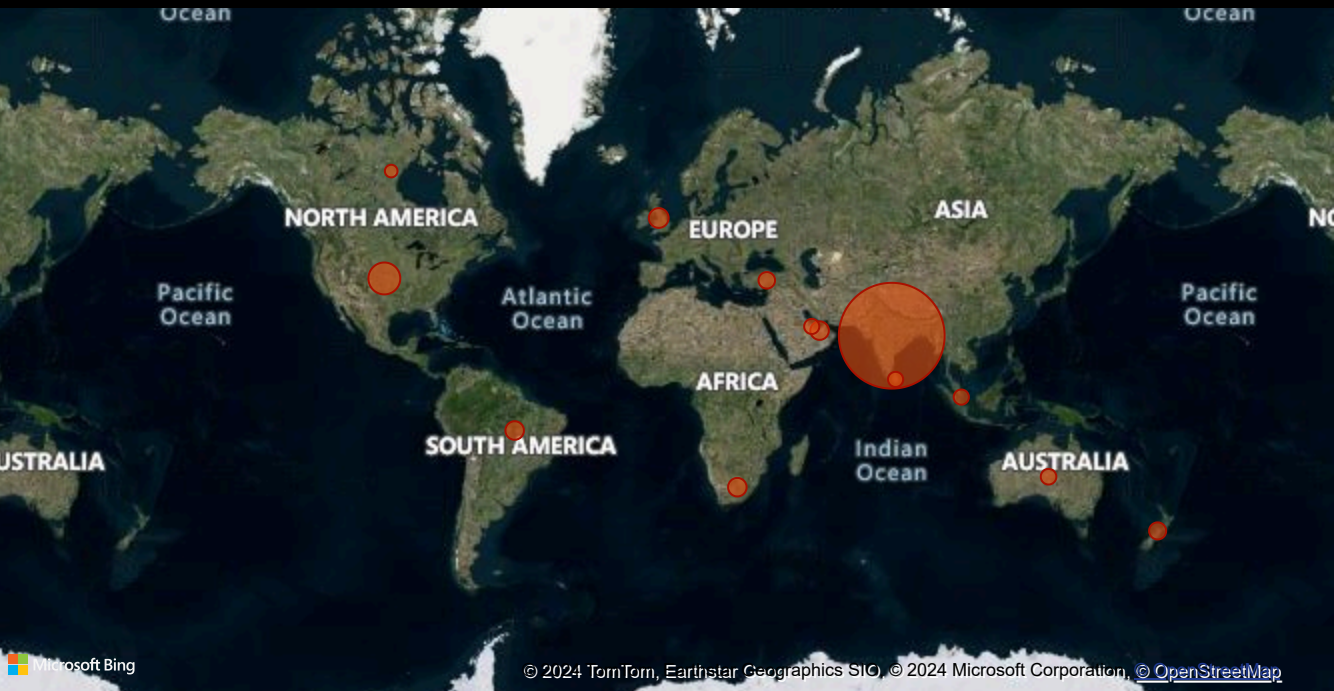 Ocean
Ocean
NORTH AMERICA
EUROPE
ASIA
NO
Pacific
Ocean
Atlantic
Ocean
Pacific
Ocean
AFRICA
SOUTH AMERICA
Indian
Ocean
USTRALIA
AUSTRALIA
Microsoft Bing
© 2024 TomTom, Earthstar Geographics SIO, © 2024 Microsoft Corporation, © OpenStreetMap